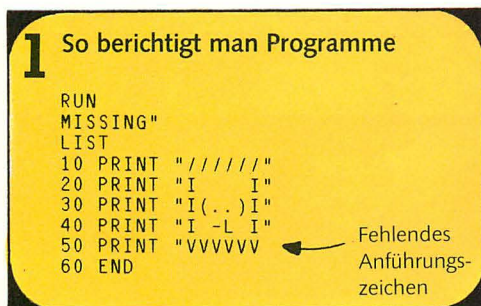 1 So berichtigt man Programme
RUN
MISSING"
LIST
10 PRINT "//////"
20 PRINT "I    I"
30 PRINT "I(..)I"
40 PRINT "I -L I"
50 PRINT "VVVVVV
60 END
Fehlendes
Anführungs-
zeichen